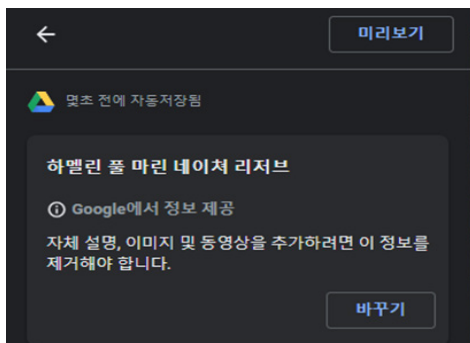 미리보기
몇초 전에 자동저장됨
하멜린 풀 마린 네이쳐 리저브
Google에서 정보 제공
자체 설명, 이미지 및 동영상을 추가하려면 이 정보를
제거해야 합니다.
바꾸기